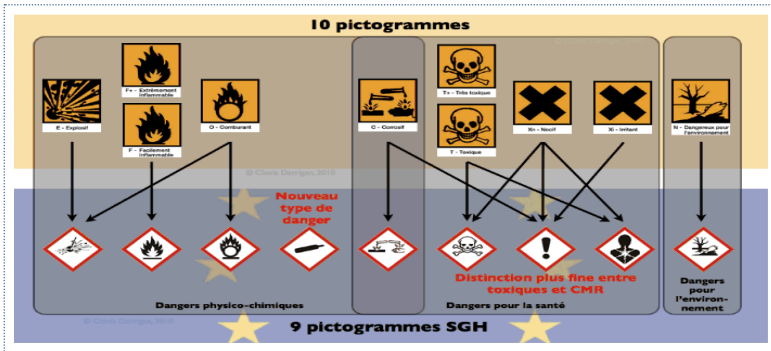 10 pictogrammes
F+ - Extrêmement
inflammable
T+ - Très toxique
E - Explosif
F - Facilement
inflammable
O - Comburant
C - Corrosif
T - Toxique
Xn - Nocif
Xi - Irritant
N - Dangereux pour
l'environnement
Nouveau
type de
danger
Distinction plus fine entre
toxiques et CMR
Dangers physico-chimiques
Dangers pour la santé
Dangers
pour
l'environ-
nement
9 pictogrammes SGH